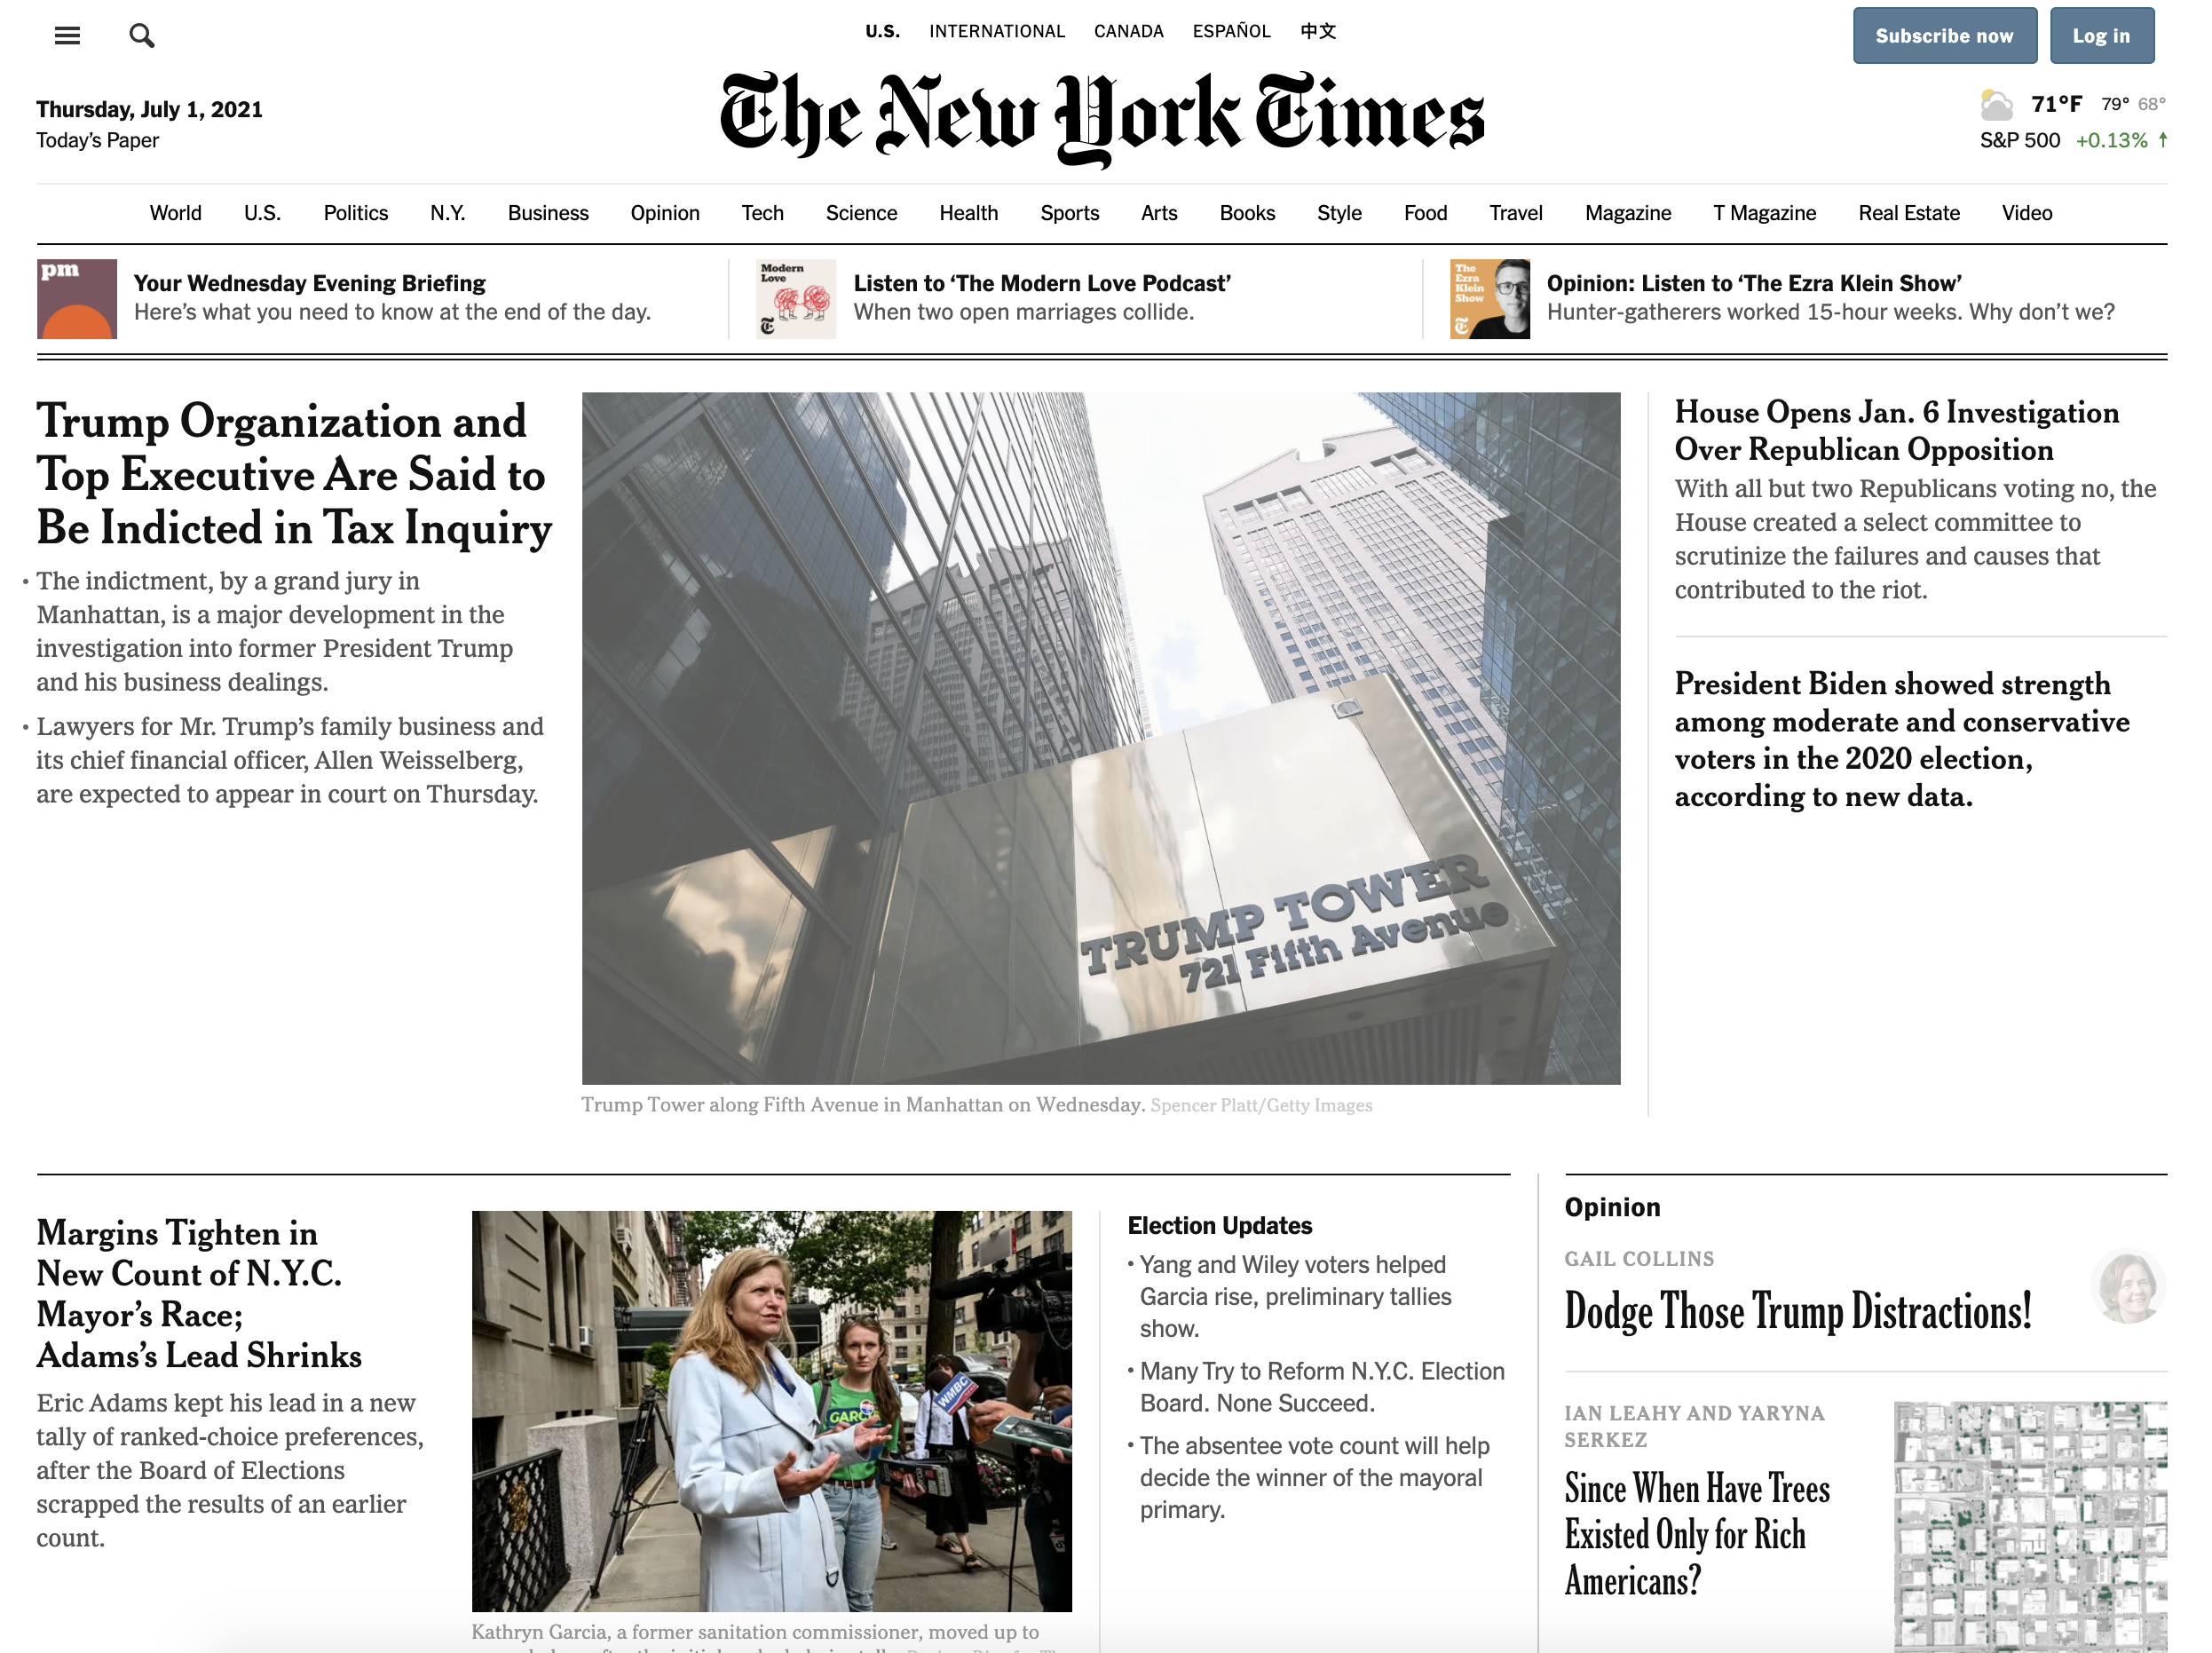 U.S. INTERNATIONAL CANADA ESPAÑOL 中文
Subscribe now
Log in
Thursday, July 1, 2021
Today's Paper
The New York Times
71°F 79° 68°
S&P 500 +0.13% ↑
World U.S. Politics N.Y. Business Opinion Tech Science Health Sports Arts Books Style Food Travel Magazine T Magazine Real Estate Video
pm
Your Wednesday Evening Briefing
Here's what you need to know at the end of the day.
Modern
Love
Listen to ‘The Modern Love Podcast’
When two open marriages collide.
The
Ezra
Klein
Show
Opinion: Listen to ‘The Ezra Klein Show’
Hunter-gatherers worked 15-hour weeks. Why don’t we?
Trump Organization and
Top Executive Are Said to
Be Indicted in Tax Inquiry
• The indictment, by a grand jury in
Manhattan, is a major development in the
investigation into former President Trump
and his business dealings.
• Lawyers for Mr. Trump’s family business and
its chief financial officer, Allen Weisselberg,
are expected to appear in court on Thursday.
TRUMP TOWER
721 Fifth Avenue
Trump Tower along Fifth Avenue in Manhattan on Wednesday. Spencer Platt/Getty Images
House Opens Jan. 6 Investigation
Over Republican Opposition
With all but two Republicans voting no, the
House created a select committee to
scrutinize the failures and causes that
contributed to the riot.
President Biden showed strength
among moderate and conservative
voters in the 2020 election,
according to new data.
Margins Tighten in
New Count of N.Y.C.
Mayor’s Race;
Adams’s Lead Shrinks
Eric Adams kept his lead in a new
tally of ranked-choice preferences,
after the Board of Elections
scrapped the results of an earlier
count.
WMBC
Kathryn Garcia, a former sanitation commissioner, moved up to
Election Updates
• Yang and Wiley voters helped
Garcia rise, preliminary tallies
show.
• Many Try to Reform N.Y.C. Election
Board. None Succeed.
• The absentee vote count will help
decide the winner of the mayoral
primary.
Opinion
GAIL COLLINS
Dodge Those Trump Distractions!
IAN LEAHY AND YARYNA
SERKEZ
Since When Have Trees
Existed Only for Rich
Americans?